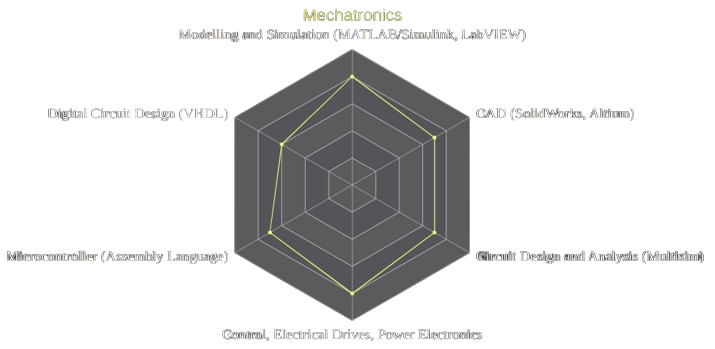 Mechatronics
Modelling and Simulation (MATLAB/Simulink, LabVIEW)
Digital Circuit Design (VHDL)
CAD (SolidWorks, Altium)
Microcontroller (Assembly Language)
Circuit Design and Analysis (Multisim)
Control, Electrical Drives, Power Electronics